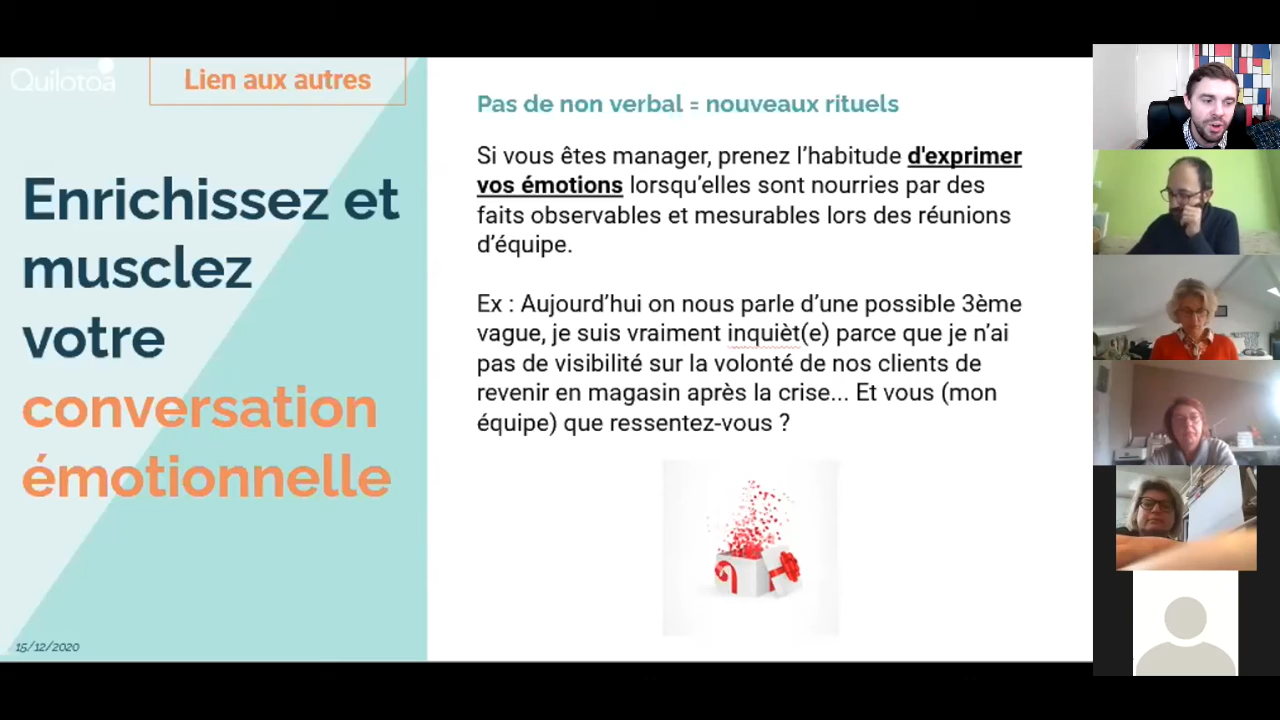 Quilotoa
Lien aux autres
Enrichissez et
musclez
votre
conversation
émotionnelle
15/12/2020
Pas de non verbal = nouveaux rituels
Si vous êtes manager, prenez l’habitude d'exprimer
vos émotions lorsqu’elles sont nourries par des
faits observables et mesurables lors des réunions
d’équipe.
Ex : Aujourd’hui on nous parle d’une possible 3ème
vague, je suis vraiment inquièt(e) parce que je n’ai
pas de visibilité sur la volonté de nos clients de
revenir en magasin après la crise... Et vous (mon
équipe) que ressentez-vous ?